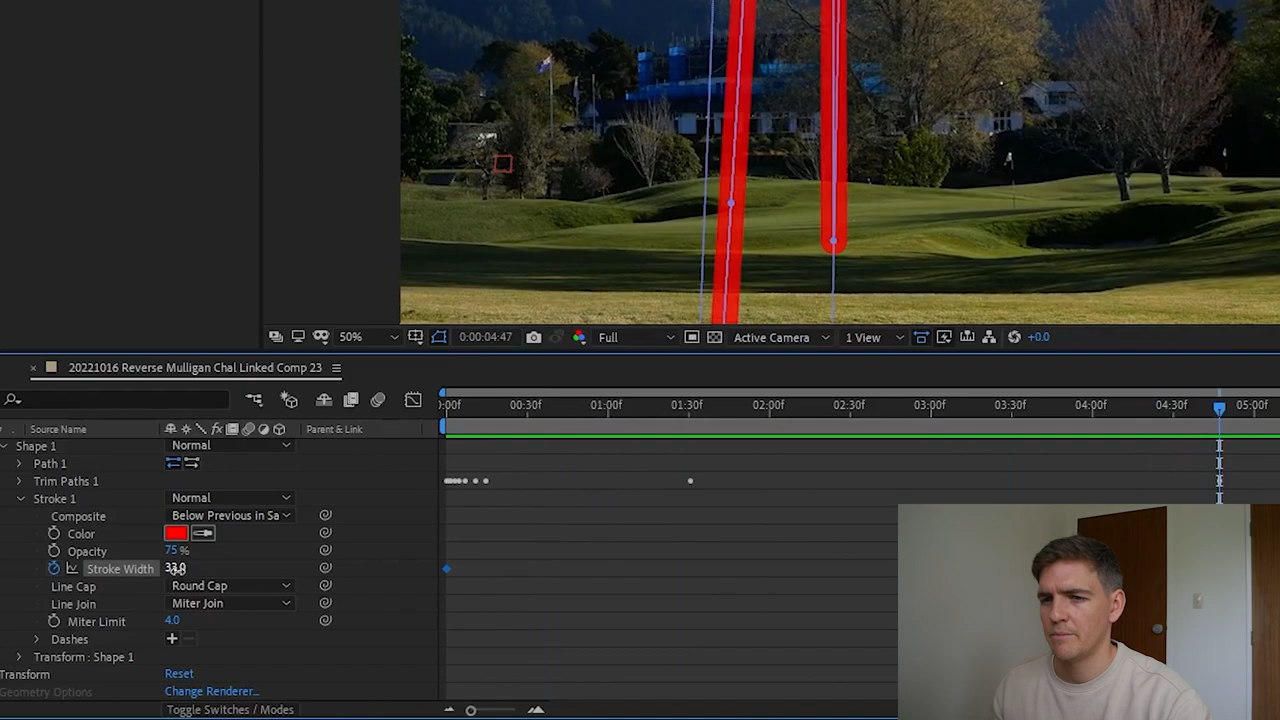 50% 0:00:04:47 Full Active Camera 1 View +0.0
20221016 Reverse Mulligan Chal Linked Comp 23
:00f 00:30f 01:00f 01:30f 02:00f 02:30f 03:00f 03:30f 04:00f 04:30f 05:00f
Source Name fx Parent & Link
Shape 1 Normal
Path 1
Trim Paths 1
Stroke 1 Normal
Composite Below Previous in Sa
Color
Opacity 75 %
Stroke Width
Line Cap Round Cap
Line Join Miter Join
Miter Limit 4.0
Dashes + −
Transform : Shape 1
Transform Reset
Geometry Options Change Renderer...
Toggle Switches / Modes